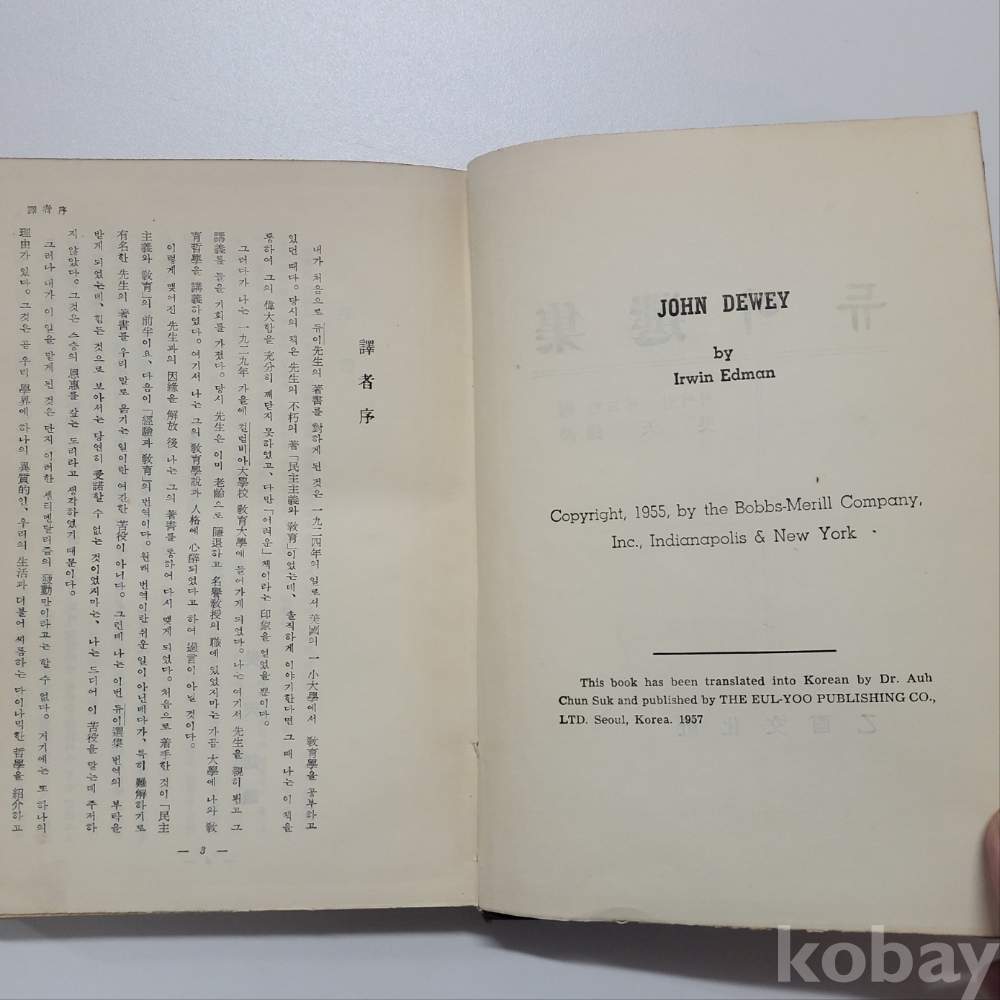 JOHN DEWEY
by
Irwin Edman
Copyright, 1955, by the Bobbs-Merill Company,
Inc., Indianapolis & New York
This book has been translated into Korean by Dr. Auh
Chun Suk and published by THE EUL-YOO PUBLISHING CO.,
LTD. Seoul, Korea. 1957
譯者序
譯 者 序
내가 처음으로 듀이先生의 著書를 對하게 된 것은 一九二四年의 일로서 美國의 一 小大學에서 敎育學을 공부하고
있던 때다. 당시의 책은 先生의 不朽의 著 「民主主義와 敎育」이었는데, 솔직하게 이야기한다면 그 때 나는 이 책을
통하여 그의 偉大함을 充分히 깨닫지 못하였고, 다만 「어려운」 책이라는 印象을 얻었을 뿐이다.
그러다가 나는 一九二九年 가을에 컬럼비아大學校 敎育大學에 들어가게 되었다. 나는 여기서 先生을 親히 뵙고 그
講義를 들을 기회를 가졌다. 당시 先生은 이미 老齡으로 隱退하고 名譽敎授의 職에 있었지마는 가끔 大學에 나와 敎
育哲學을 講義하였다. 여기서 나는 그의 敎育學說과 人格에 心醉되었다고 하여 過言이 아닐 것이다.
이렇게 맺어진 先生과의 因緣을 解放 後 나는 그의 著書를 통하여 다시 맺게 되었다. 처음으로 着手한 것이 「民主
主義와 敎育」의 前半이요, 다음이 「經驗과 敎育」의 번역이다. 원래 번역이란 쉬운 일이 아닌데다가, 특히 難解하기로
有名한 先生의 著書를 우리 말로 옮기는 일이란 여간한 苦役이 아니다. 그런데 나는 이번 듀이選集 번역의 부탁을
받게 되었는데, 힘든 것으로 보아서는 당연히 受諾할 수 없는 것이었지마는, 나는 드디어 이 苦役을 맡는데 주저하
지 않았다. 그것은 스승의 恩惠를 갚는 도리라고 생각하였기 때문이다.
그러나 내가 이 일을 맡게 된 것은 단지 이러한 센티멘탈리즘의 發動만이라고는 할 수 없다. 거기에는 또 하나의
理由가 있다. 그것은 곧 우리 學界에 하나의 異質的인, 우리의 生活과 더불어 씨름하는 다이나믹한 哲學을 紹介하고
— 3 —
kobay